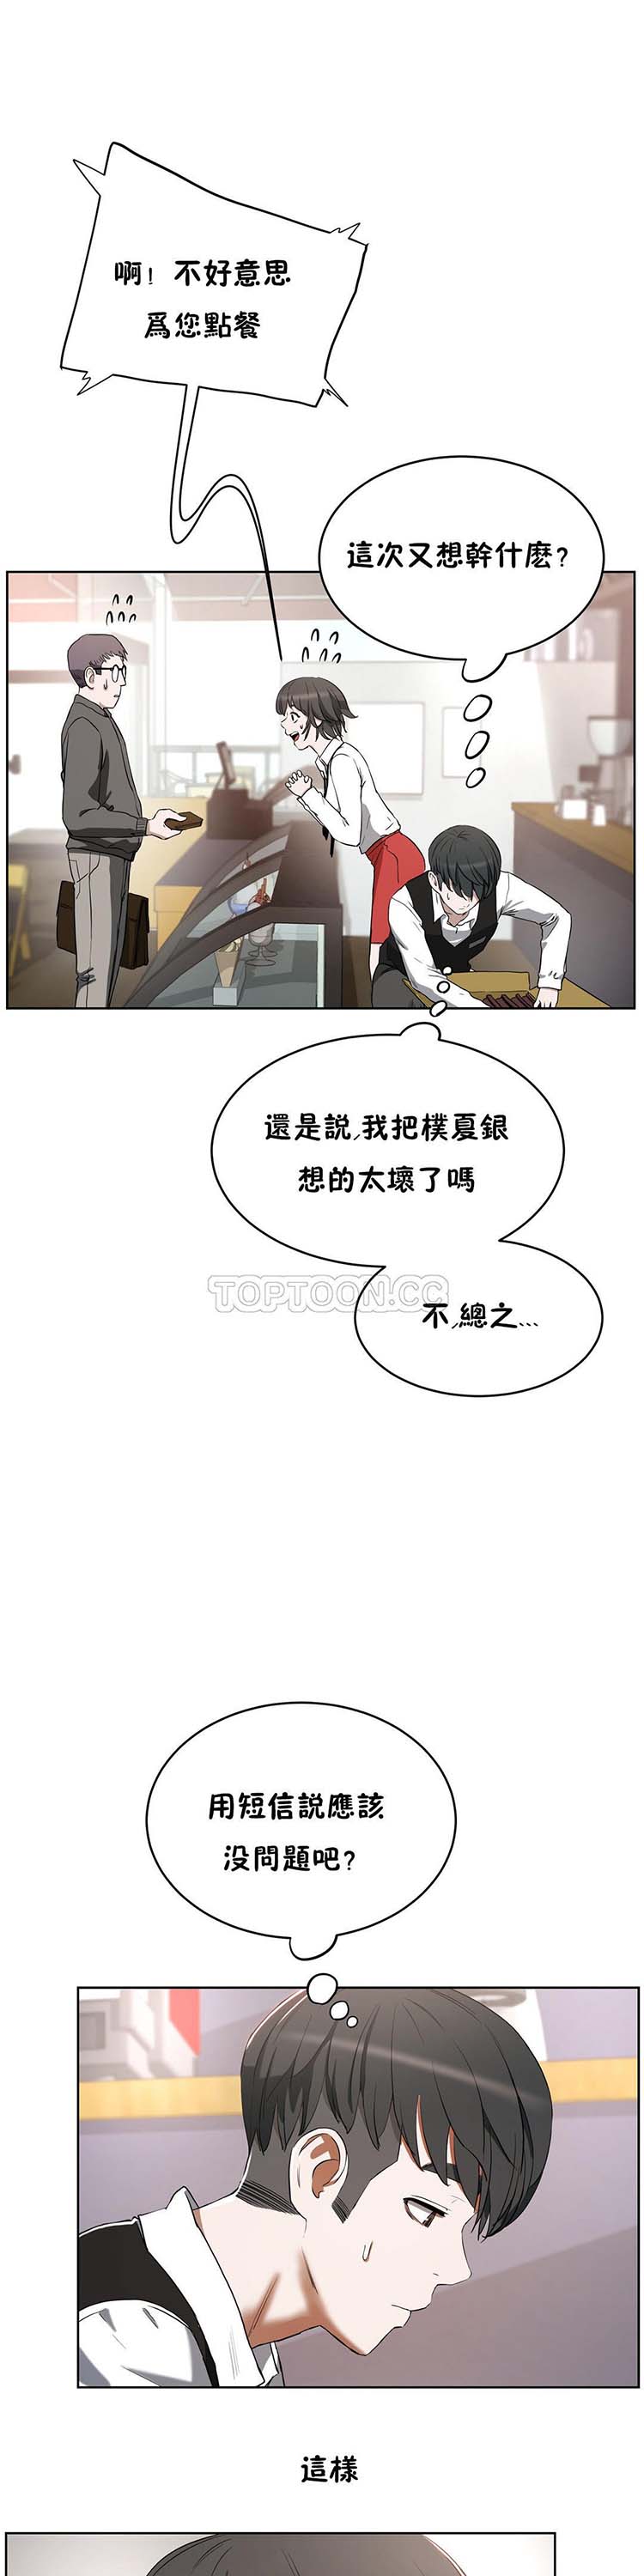 啊! 不好意思
爲您點餐
這次又想幹什麽?
還是說,我把樸夏銀
想的太壞了嗎
TOPTOON.CC
不,總之...
用短信説應該
没問題吧?
這樣